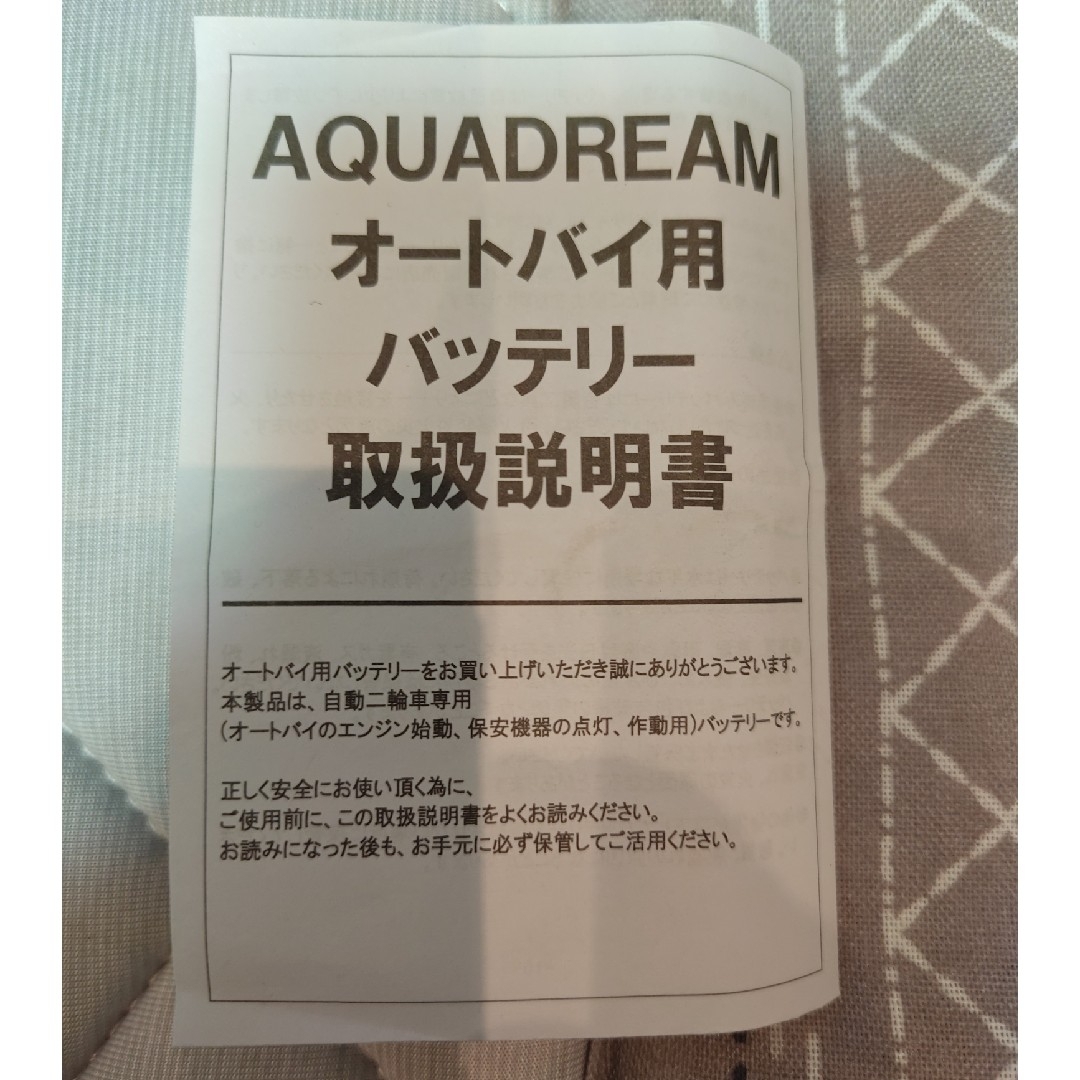 AQUADREAM
オートバイ用
バッテリー
取扱説明書
オートバイ用バッテリーをお買い上げいただき誠にありがとうございます。
本製品は、自動二輪車専用
(オートバイのエンジン始動、保安機器の点灯、作動用)バッテリーです。
正しく安全にお使い頂く為に、
ご使用前に、この取扱説明書をよくお読みください。
お読みになった後も、お手元に必ず保管してご活用ください。